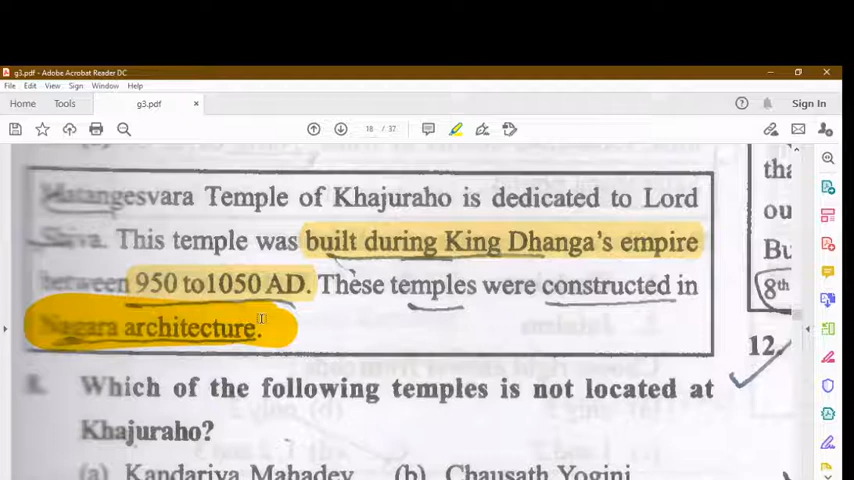 g3.pdf - Adobe Acrobat Reader DC
File Edit View Sign Window Help
Home Tools g3.pdf × Sign In
18 / 37
Matangesvara Temple of Khajuraho is dedicated to Lord
Shiva. This temple was built during King Dhanga's empire
between 950 to1050 AD. These temples were constructed in
Nagara architecture.
8. Which of the following temples is not located at
Khajuraho?
(a) Kandariya Mahadev (b) Chausath Yogini
tha
ou
Bu
8th
12.